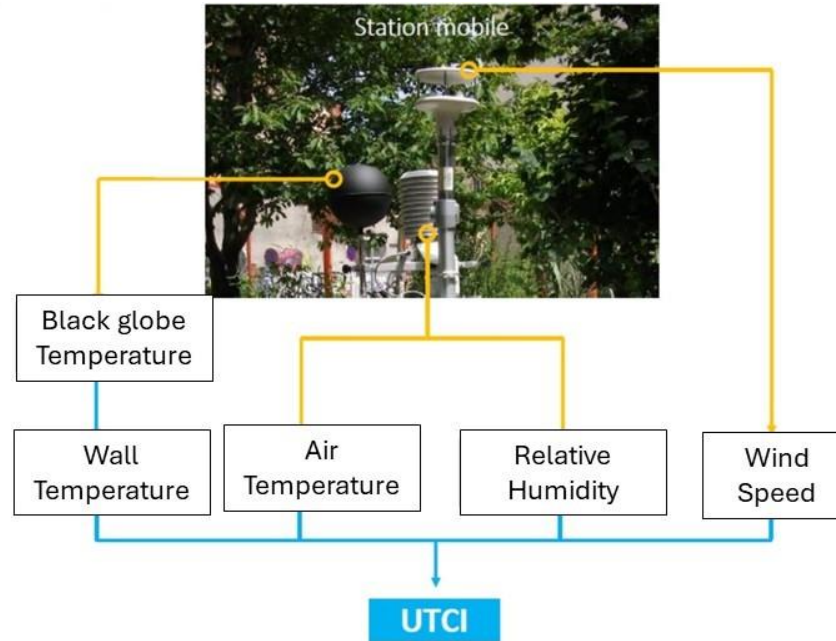 Station mobile
Black globe
Temperature
Wall
Temperature
Air
Temperature
Relative
Humidity
Wind
Speed
UTCI